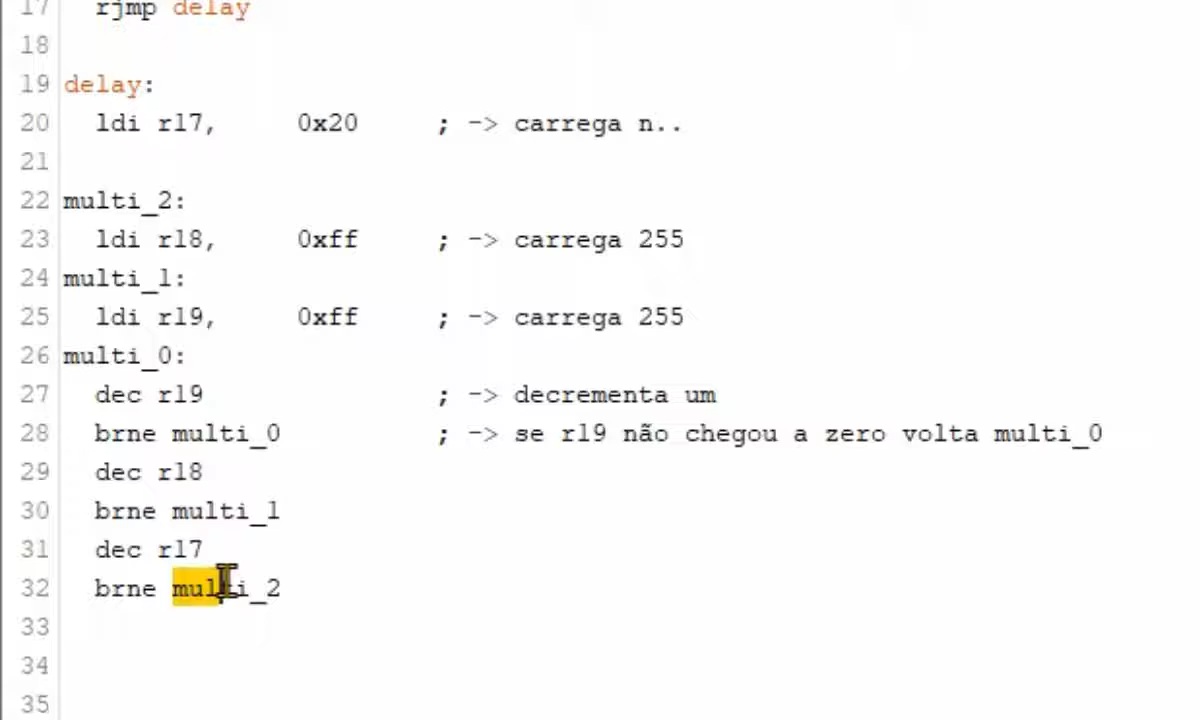 17 rjmp delay
18
19 delay:
20 ldi r17, 0x20 ; -> carrega n..
21
22 multi_2:
23 ldi r18, 0xff ; -> carrega 255
24 multi_1:
25 ldi r19, 0xff ; -> carrega 255
26 multi_0:
27 dec r19 ; -> decrementa um
28 brne multi_0 ; -> se r19 não chegou a zero volta multi_0
29 dec r18
30 brne multi_1
31 dec r17
32 brne multi_2
33
34
35